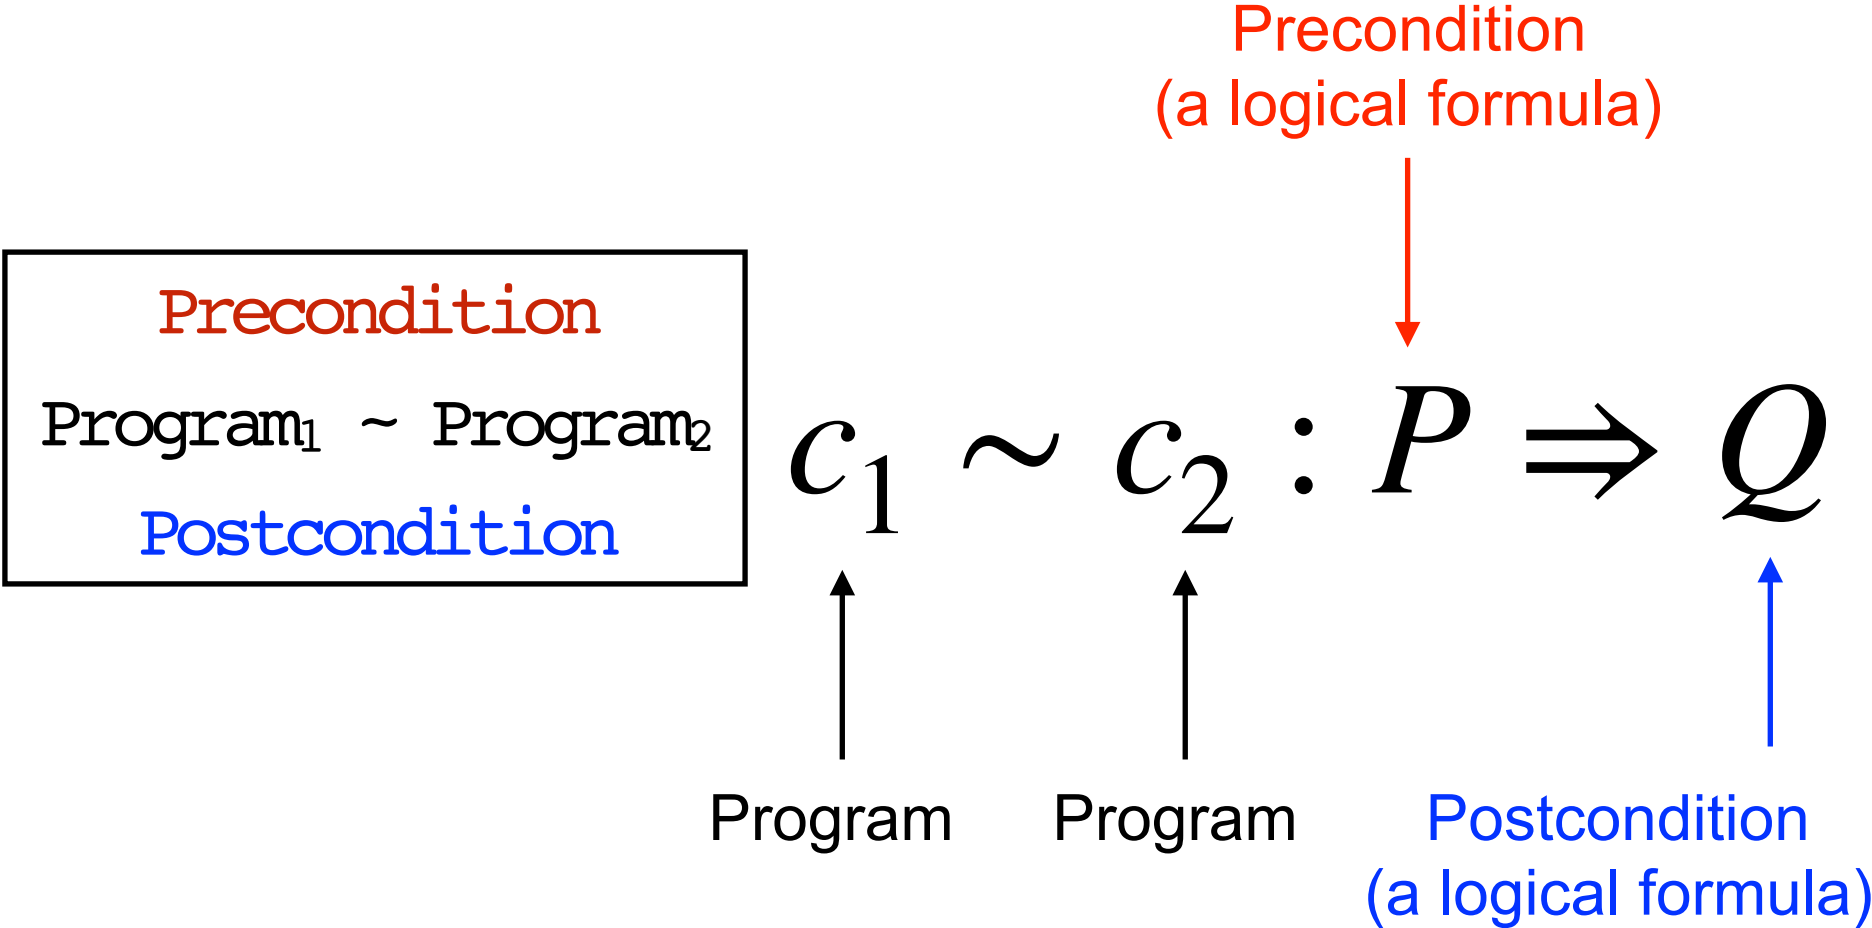 Precondition
(a logical formula)
Precondition
Program₁ ~ Program₂
Postcondition
c₁ ∼ c₂ : P ⇒ Q
Program
Program
Postcondition
(a logical formula)